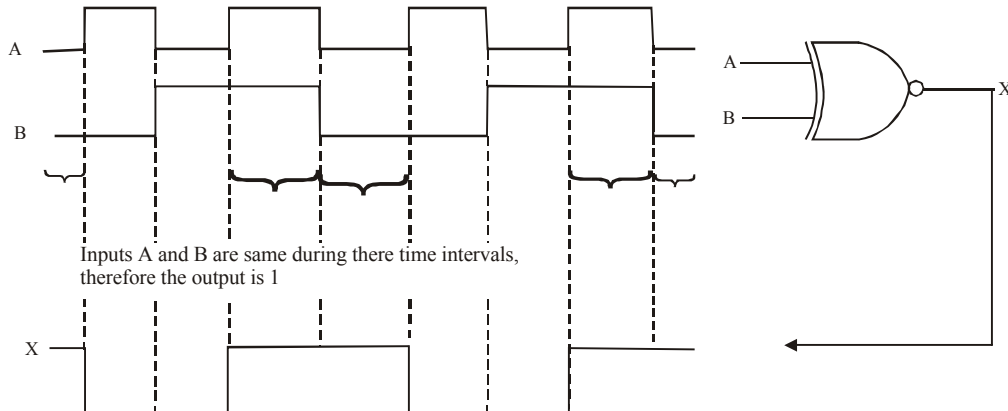 A
B
A
B
X
Inputs A and B are same during there time intervals,
therefore the output is 1
X